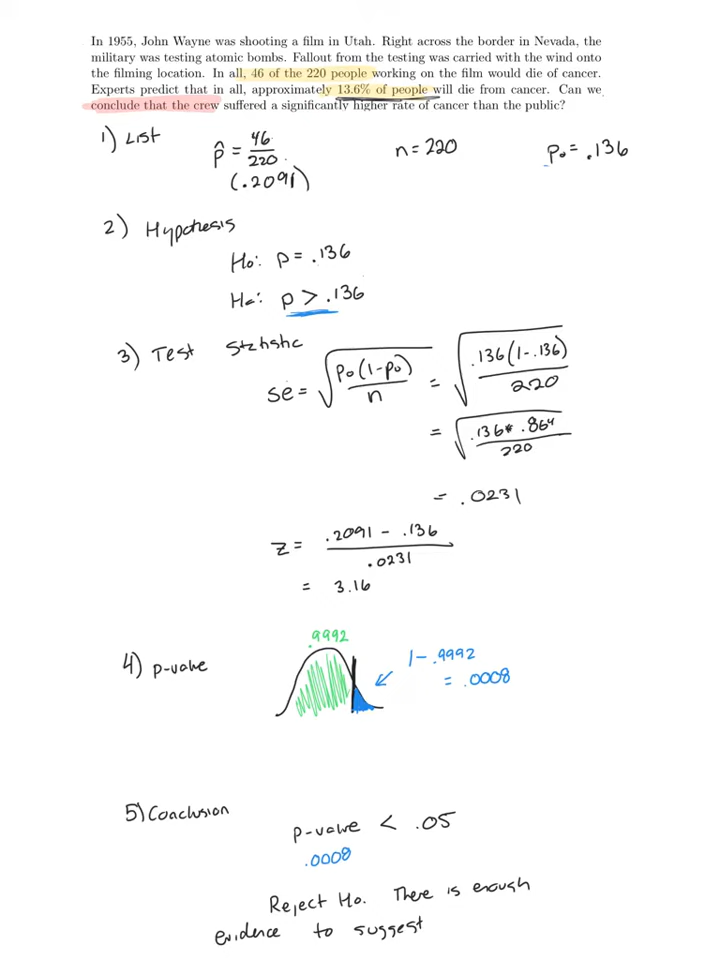 In 1955, John Wayne was shooting a film in Utah. Right across the border in Nevada, the
military was testing atomic bombs. Fallout from the testing was carried with the wind onto
the filming location. In all, 46 of the 220 people working on the film would die of cancer.
Experts predict that in all, approximately 13.6% of people will die from cancer. Can we
conclude that the crew suffered a significantly higher rate of cancer than the public?
1) List p̂ = 46/220 n = 220 p₀ = .136
(.2091)
2) Hypothesis
H₀: p = .136
Hₐ: p > .136
3) Test Statistic
se = √(p₀(1-p₀)/n) = √(.136(1-.136)/220)
= √(.136* .864/220)
= .0231
z = .2091 - .136/.0231
= 3.16
.9992
4) p-value 1 - .9992
= .0008
5) Conclusion
p-value < .05
.0008
Reject H₀. There is enough
evidence to suggest